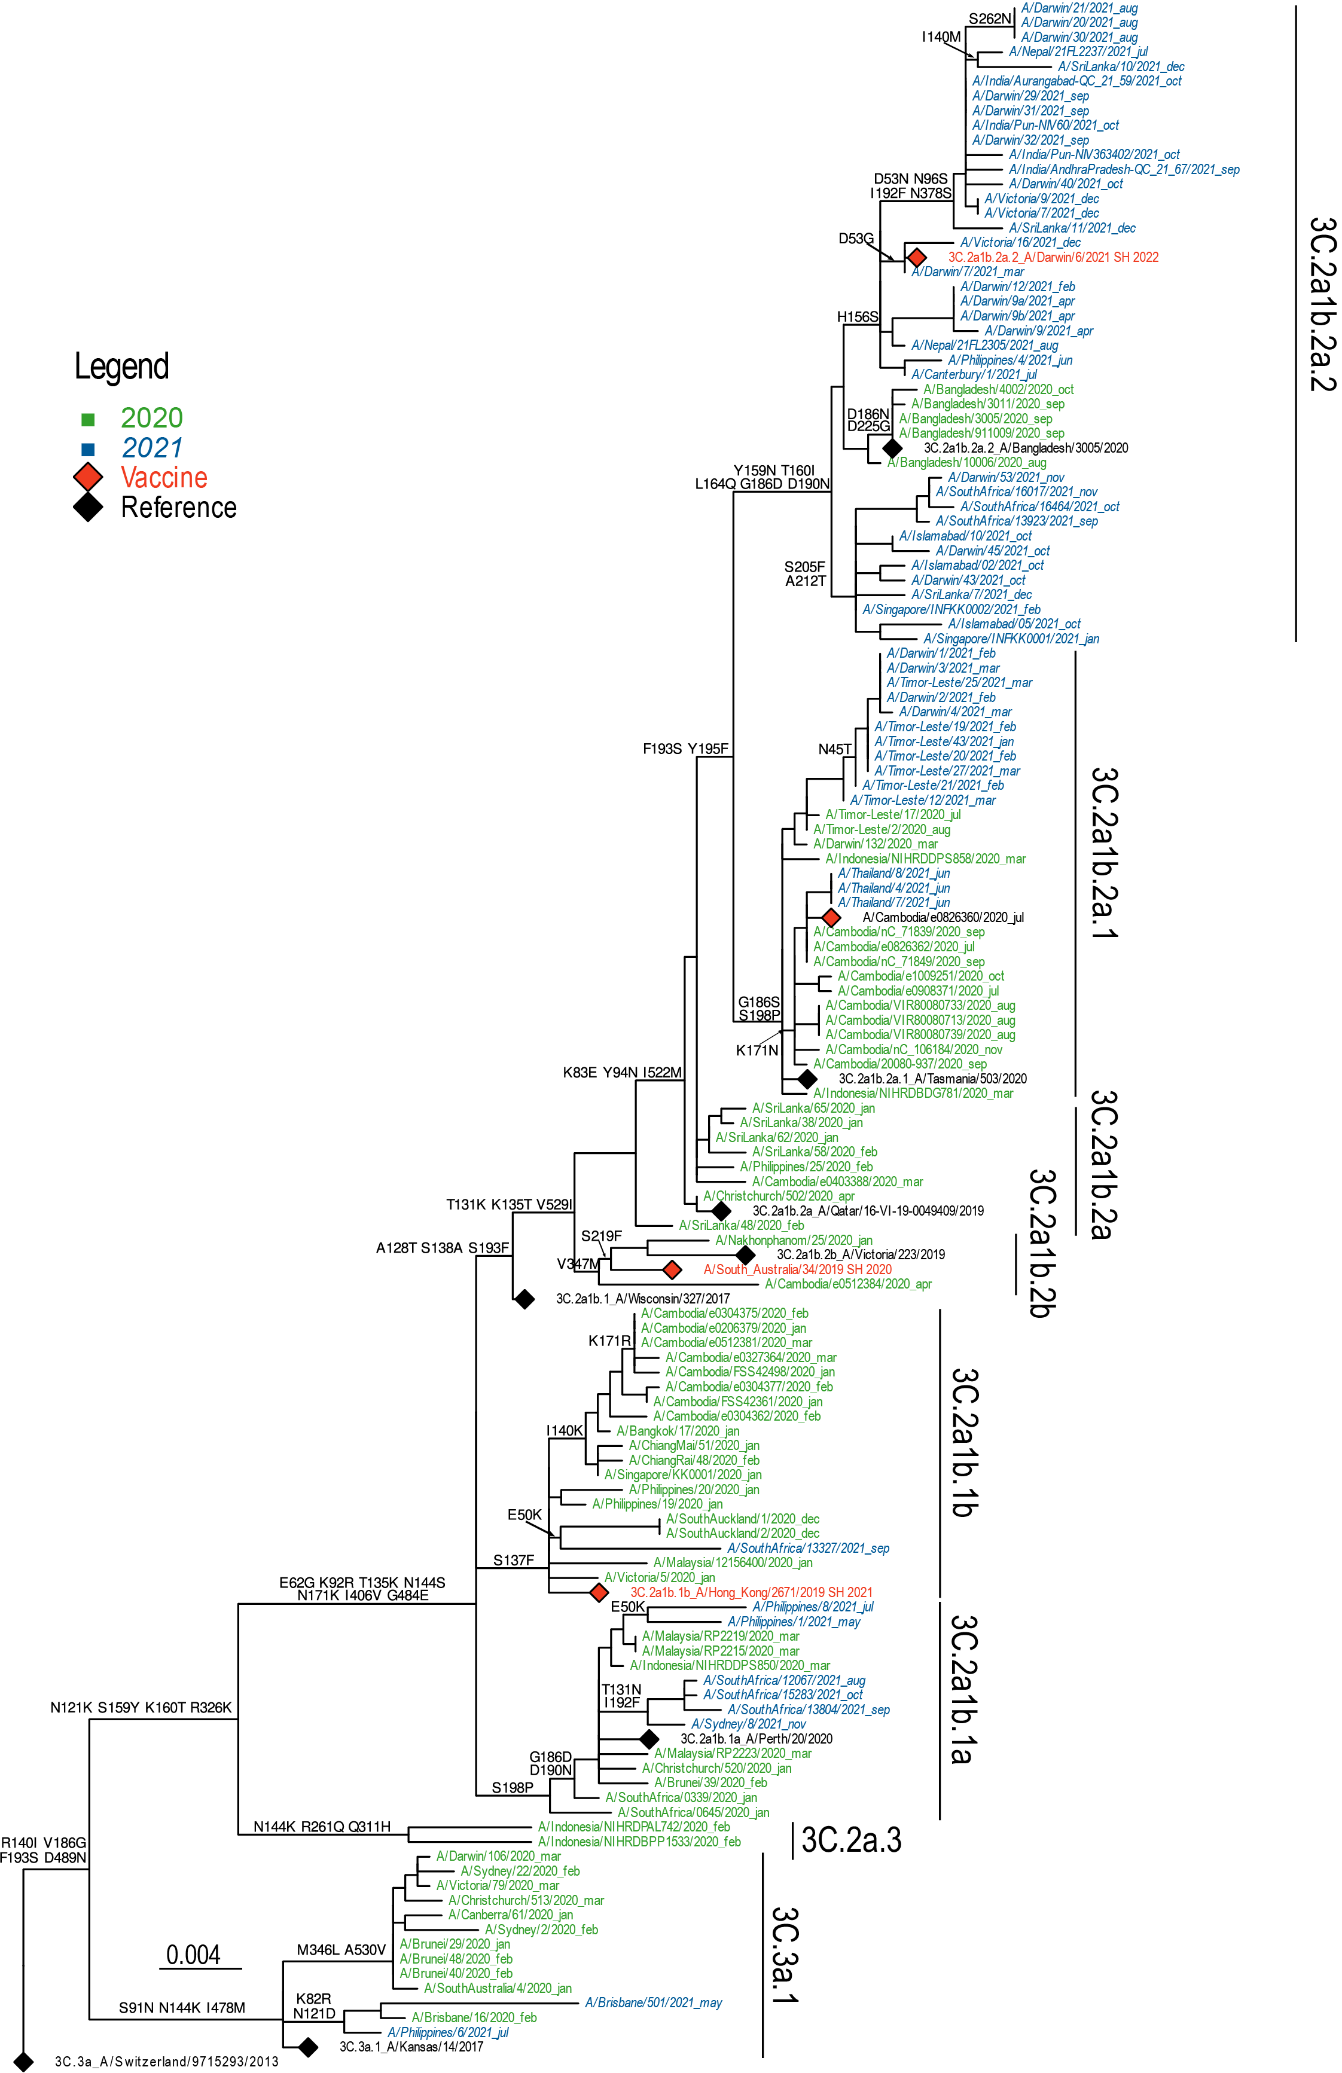 A/Darwin/21/2021_aug
S262N
A/Darwin/20/2021_aug
A/Darwin/30/2021_aug
I140M
A/Nepal/21FL2237/2021_jul
A/SriLanka/10/2021_dec
A/India/Aurangabad-QC_21_59/2021_oct
A/Darwin/29/2021_sep
A/Darwin/31/2021_sep
A/India/Pun-NIV60/2021_oct
A/Darwin/32/2021_sep
A/India/Pun-NIV363402/2021_oct
A/India/AndhraPradesh-QC_21_67/2021_sep
D53N N96S
I192F N378S
A/Darwin/40/2021_oct
A/Victoria/9/2021_dec
A/Victoria/7/2021_dec
A/SriLanka/11/2021_dec
D53G
A/Victoria/16/2021_dec
3C.2a1b.2a.2_A/Darwin/6/2021 SH 2022
A/Darwin/7/2021_mar
3C.2a1b.2a.2
A/Darwin/12/2021_feb
A/Darwin/9a/2021_apr
H156S
A/Darwin/9b/2021_apr
A/Darwin/9/2021_apr
A/Nepal/21FL2305/2021_aug
A/Philippines/4/2021_jun
A/Canterbury/1/2021_jul
Legend
2020
2021
Vaccine
Reference
A/Bangladesh/4002/2020_oct
A/Bangladesh/3011/2020_sep
D186N
D225G
A/Bangladesh/3005/2020_sep
A/Bangladesh/911009/2020_sep
3C.2a1b.2a.2_A/Bangladesh/3005/2020
A/Bangladesh/10006/2020_aug
Y159N T160I
L164Q G186D D190N
A/Darwin/53/2021_nov
A/SouthAfrica/16017/2021_nov
A/SouthAfrica/16464/2021_oct
A/SouthAfrica/13923/2021_sep
A/Islamabad/10/2021_oct
A/Darwin/45/2021_oct
S205F
A212T
A/Islamabad/02/2021_oct
A/Darwin/43/2021_oct
A/SriLanka/7/2021_dec
A/Singapore/INFKK0002/2021_feb
A/Islamabad/05/2021_oct
A/Singapore/INFKK0001/2021_jan
A/Darwin/1/2021_feb
A/Darwin/3/2021_mar
A/Timor-Leste/25/2021_mar
A/Darwin/2/2021_feb
A/Darwin/4/2021_mar
A/Timor-Leste/19/2021_feb
F193S Y195F
N45T
A/Timor-Leste/43/2021_jan
A/Timor-Leste/20/2021_feb
A/Timor-Leste/27/2021_mar
A/Timor-Leste/21/2021_feb
A/Timor-Leste/12/2021_mar
A/Timor-Leste/17/2020_jul
A/Timor-Leste/2/2020_aug
A/Darwin/132/2020_mar
A/Indonesia/NIHRDDPS858/2020_mar
3C.2a1b.2a.1
A/Thailand/8/2021_jun
A/Thailand/4/2021_jun
A/Thailand/7/2021_jun
A/Cambodia/e0826360/2020_jul
A/Cambodia/nC_71839/2020_sep
A/Cambodia/e0826362/2020_jul
A/Cambodia/nC_71849/2020_sep
A/Cambodia/e1009251/2020_oct
A/Cambodia/e0908371/2020_jul
G186S
S198P
A/Cambodia/VIR80080733/2020_aug
A/Cambodia/VIR80080713/2020_aug
A/Cambodia/VIR80080739/2020_aug
K171N
A/Cambodia/nC_106184/2020_nov
A/Cambodia/20080-937/2020_sep
K83E Y94N I522M
3C.2a1b.2a.1_A/Tasmania/503/2020
A/Indonesia/NIHRDBDG781/2020_mar
A/SriLanka/65/2020_jan
A/SriLanka/38/2020_jan
A/SriLanka/62/2020_jan
A/SriLanka/58/2020_feb
3C.2a1b.2a
A/Philippines/25/2020_feb
A/Cambodia/e0403388/2020_mar
T131K K135T V529I
A/Christchurch/502/2020_apr
3C.2a1b.2a_A/Qatar/16-VI-19-0049409/2019
A/SriLanka/48/2020_feb
S219F
A/Nakhonphanom/25/2020_jan
A128T S138A S193F
3C.2a1b.2b_A/Victoria/223/2019
V347M
A/South_Australia/34/2019 SH 2020
A/Cambodia/e0512384/2020_apr
3C.2a1b.2b
3C.2a1b.1_A/Wisconsin/327/2017
A/Cambodia/e0304375/2020_feb
A/Cambodia/e0206379/2020_jan
K171R
A/Cambodia/e0512381/2020_mar
A/Cambodia/e0327364/2020_mar
A/Cambodia/FSS42498/2020_jan
A/Cambodia/e0304377/2020_feb
A/Cambodia/FSS42361/2020_jan
A/Cambodia/e0304362/2020_feb
I140K
A/Bangkok/17/2020_jan
A/ChiangMai/51/2020_jan
A/ChiangRai/48/2020_feb
A/Singapore/KK0001/2020_jan
3C.2a1b.1b
A/Philippines/20/2020_jan
A/Philippines/19/2020_jan
E50K
A/SouthAuckland/1/2020_dec
A/SouthAuckland/2/2020_dec
A/SouthAfrica/13327/2021_sep
S137F
A/Malaysia/12156400/2020_jan
A/Victoria/5/2020_jan
3C.2a1b.1b_A/Hong_Kong/2671/2019 SH 2021
E62G K92R T135K N144S
N171K I406V G484E
E50K
A/Philippines/8/2021_jul
A/Philippines/1/2021_may
A/Malaysia/RP2219/2020_mar
A/Malaysia/RP2215/2020_mar
A/Indonesia/NIHRDDPS850/2020_mar
T131N
I192F
A/SouthAfrica/12067/2021_aug
A/SouthAfrica/15283/2021_oct
A/SouthAfrica/13804/2021_sep
A/Sydney/8/2021_nov
3C.2a1b.1a
N121K S159Y K160T R326K
3C.2a1b.1a_A/Perth/20/2020
G186D
D190N
A/Malaysia/RP2223/2020_mar
A/Christchurch/520/2020_jan
A/Brunei/39/2020_feb
S198P
A/SouthAfrica/0339/2020_jan
A/SouthAfrica/0645/2020_jan
N144K R261Q Q311H
A/Indonesia/NIHRDPAL742/2020_feb
A/Indonesia/NIHRDBPP1533/2020_feb
3C.2a.3
R140I V186G
F193S D489N
A/Darwin/106/2020_mar
A/Sydney/22/2020_feb
A/Victoria/79/2020_mar
A/Christchurch/513/2020_mar
A/Canberra/61/2020_jan
A/Sydney/2/2020_feb
M346L A530V
A/Brunei/29/2020_jan
A/Brunei/48/2020_feb
A/Brunei/40/2020_feb
A/SouthAustralia/4/2020_jan
0.004
3C.3a.1
S91N N144K I478M
K82R
N121D
A/Brisbane/501/2021_may
A/Brisbane/16/2020_feb
A/Philippines/6/2021_jul
3C.3a.1_A/Kansas/14/2017
3C.3a_A/Switzerland/9715293/2013